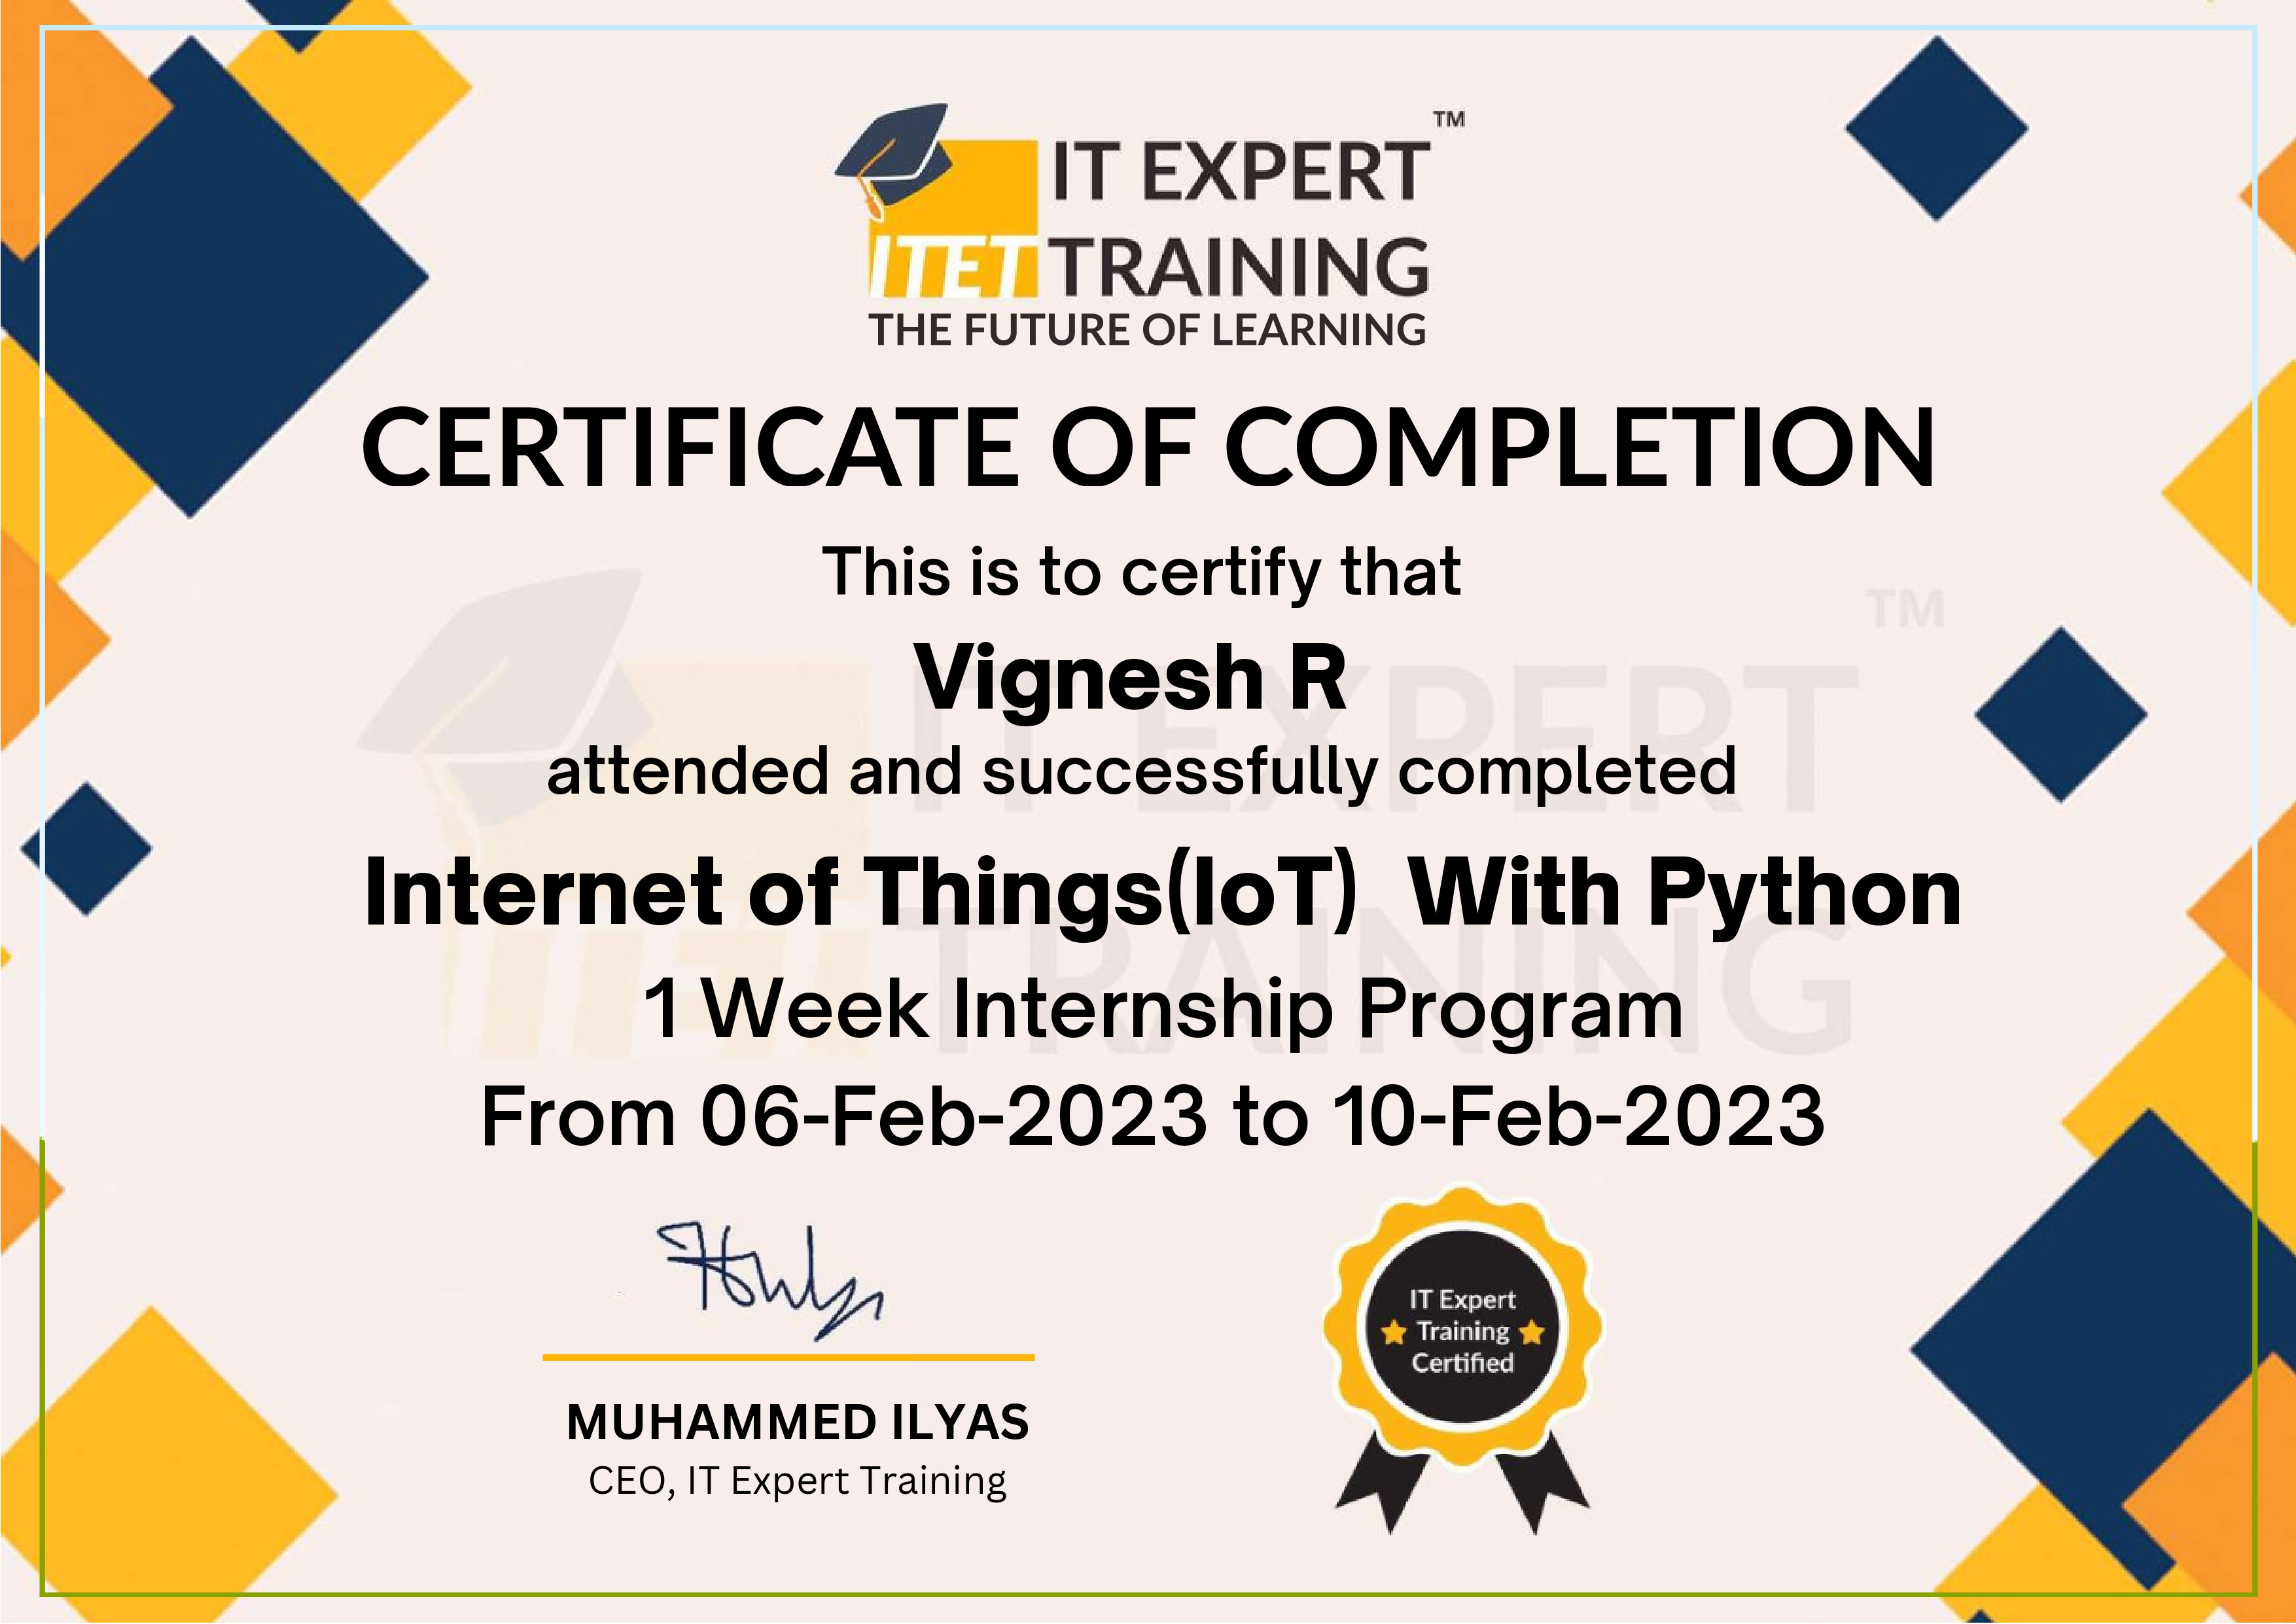 IT EXPERT™
ITET TRAINING
THE FUTURE OF LEARNING
CERTIFICATE OF COMPLETION
This is to certify that
Vignesh R
attended and successfully completed
Internet of Things(IoT)  With Python
1 Week Internship Program
From 06-Feb-2023 to 10-Feb-2023
MUHAMMED ILYAS
CEO, IT Expert Training
IT Expert
Training
Certified